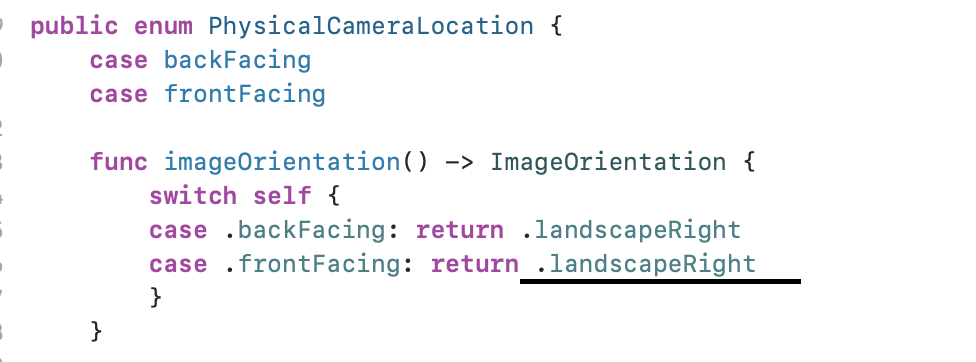 public enum PhysicalCameraLocation {
case backFacing
case frontFacing
func imageOrientation() -> ImageOrientation {
switch self {
case .backFacing: return .landscapeRight
case .frontFacing: return .landscapeRight
}
}